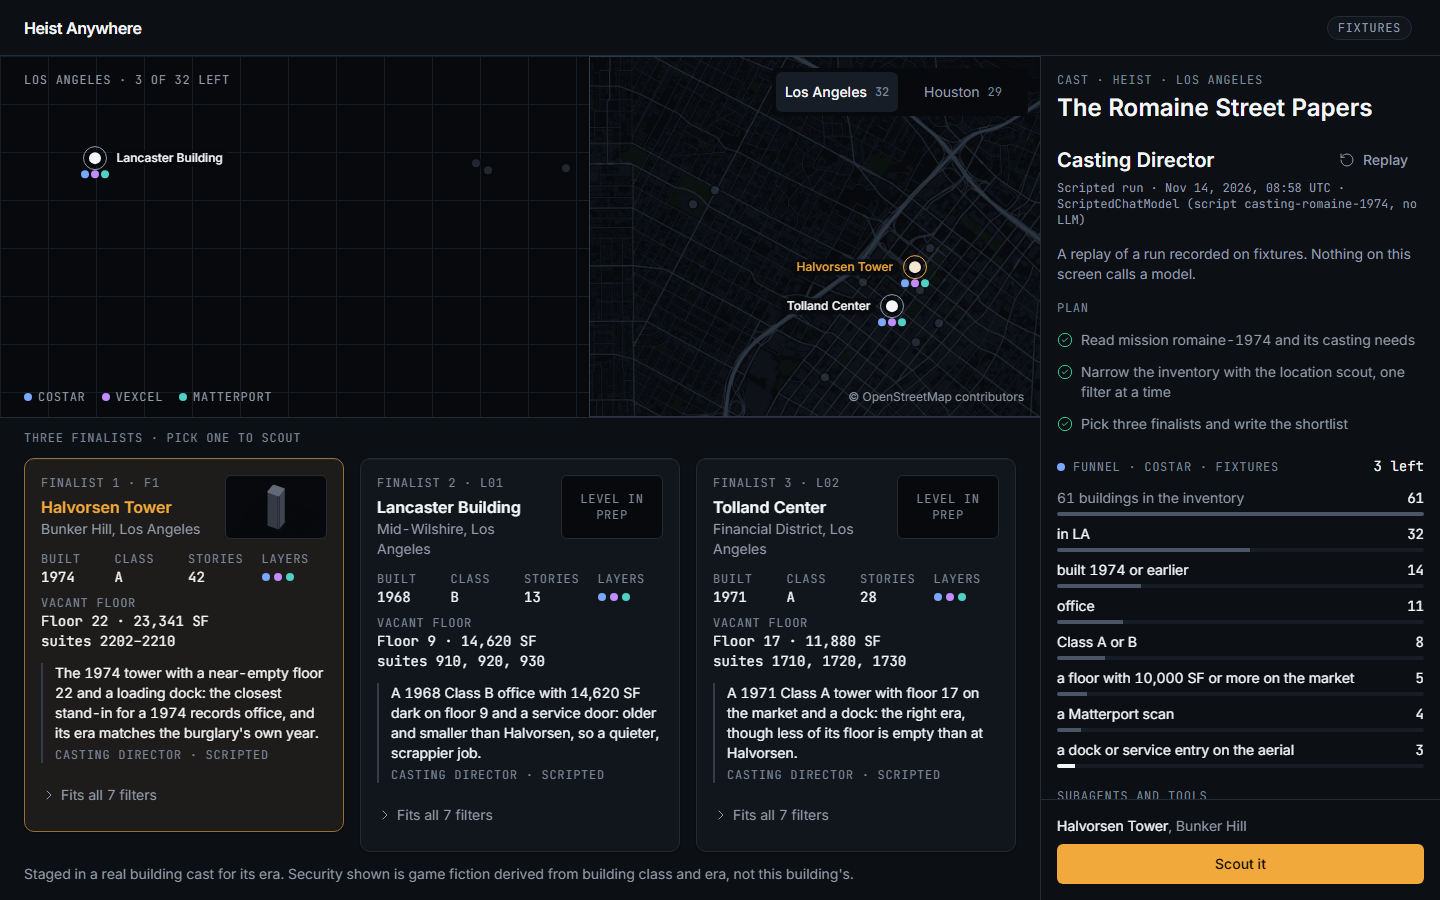 Heist Anywhere
FIXTURES
LOS ANGELES · 3 OF 32 LEFT
Lancaster Building
COSTAR
VEXCEL
MATTERPORT
Los Angeles 32
Houston 29
Halvorsen Tower
Tolland Center
© OpenStreetMap contributors
THREE FINALISTS · PICK ONE TO SCOUT
FINALIST 1 · F1
Halvorsen Tower
Bunker Hill, Los Angeles
BUILT CLASS STORIES LAYERS
1974 A 42
VACANT FLOOR
Floor 22 · 23,341 SF
suites 2202–2210
The 1974 tower with a near-empty floor
22 and a loading dock: the closest
stand-in for a 1974 records office, and
its era matches the burglary's own year.
CASTING DIRECTOR · SCRIPTED
Fits all 7 filters
FINALIST 2 · L01
Lancaster Building
Mid-Wilshire, Los
Angeles
LEVEL IN
PREP
BUILT CLASS STORIES LAYERS
1968 B 13
VACANT FLOOR
Floor 9 · 14,620 SF
suites 910, 920, 930
A 1968 Class B office with 14,620 SF
dark on floor 9 and a service door: older
and smaller than Halvorsen, so a quieter,
scrappier job.
CASTING DIRECTOR · SCRIPTED
Fits all 7 filters
FINALIST 3 · L02
Tolland Center
Financial District, Los
Angeles
LEVEL IN
PREP
BUILT CLASS STORIES LAYERS
1971 A 28
VACANT FLOOR
Floor 17 · 11,880 SF
suites 1710, 1720, 1730
A 1971 Class A tower with floor 17 on
the market and a dock: the right era,
though less of its floor is empty than at
Halvorsen.
CASTING DIRECTOR · SCRIPTED
Fits all 7 filters
Staged in a real building cast for its era. Security shown is game fiction derived from building class and era, not this building's.
CAST · HEIST · LOS ANGELES
The Romaine Street Papers
Casting Director
Replay
Scripted run · Nov 14, 2026, 08:58 UTC ·
ScriptedChatModel (script casting-romaine-1974, no
LLM)
A replay of a run recorded on fixtures. Nothing on this
screen calls a model.
PLAN
Read mission romaine-1974 and its casting needs
Narrow the inventory with the location scout, one
filter at a time
Pick three finalists and write the shortlist
FUNNEL · COSTAR · FIXTURES 3 left
61 buildings in the inventory 61
in LA 32
built 1974 or earlier 14
office 11
Class A or B 8
a floor with 10,000 SF or more on the market 5
a Matterport scan 4
a dock or service entry on the aerial 3
SUBAGENTS AND TOOLS
Halvorsen Tower, Bunker Hill
Scout it